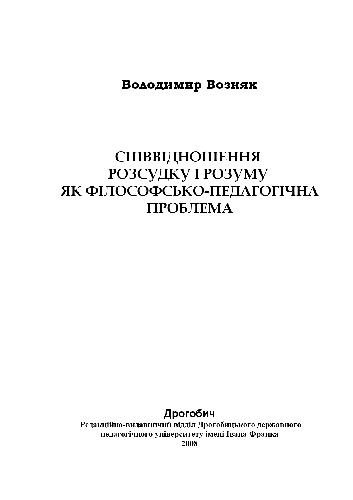 Володимир Возняк
СПІВВІДНОШЕННЯ
РОЗСУДКУ І РОЗУМУ
ЯК ФІЛОСОФСЬКО-ПЕДАГОГІЧНА
ПРОБЛЕМА
Дрогобич
Редакційно-видавничий відділ Дрогобицького державного
педагогічного університету імені Івана Франка
2008